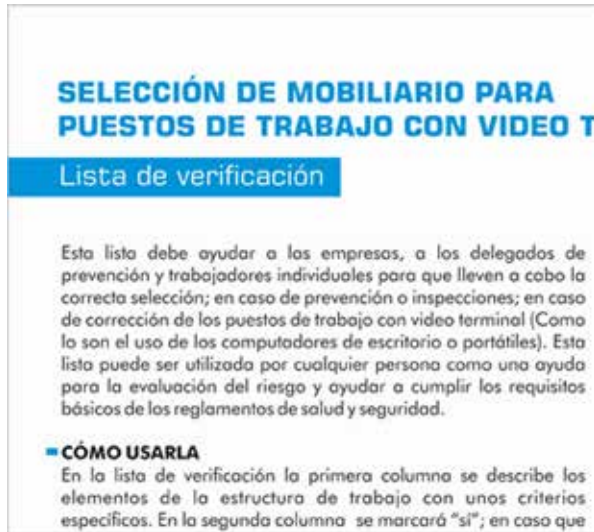 SELECCIÓN DE MOBILIARIO PARA
PUESTOS DE TRABAJO CON VIDEO T
Lista de verificación
Esta lista debe ayudar a las empresas, a los delegados de
prevención y trabajadores individuales para que lleven a cabo la
correcta selección; en caso de prevención o inspecciones; en caso
de corrección de los puestos de trabajo con video terminal (Como
lo son el uso de los computadores de escritorio o portátiles). Esta
lista puede ser utilizada por cualquier persona como una ayuda
para la evaluación del riesgo y ayudar a cumplir los requisitos
básicos de los reglamentos de salud y seguridad.
CÓMO USARLA
En la lista de verificación la primera columna se describe los
elementos de la estructura de trabajo con unos criterios
específicos. En la segunda columna se marcará "sí"; en caso que